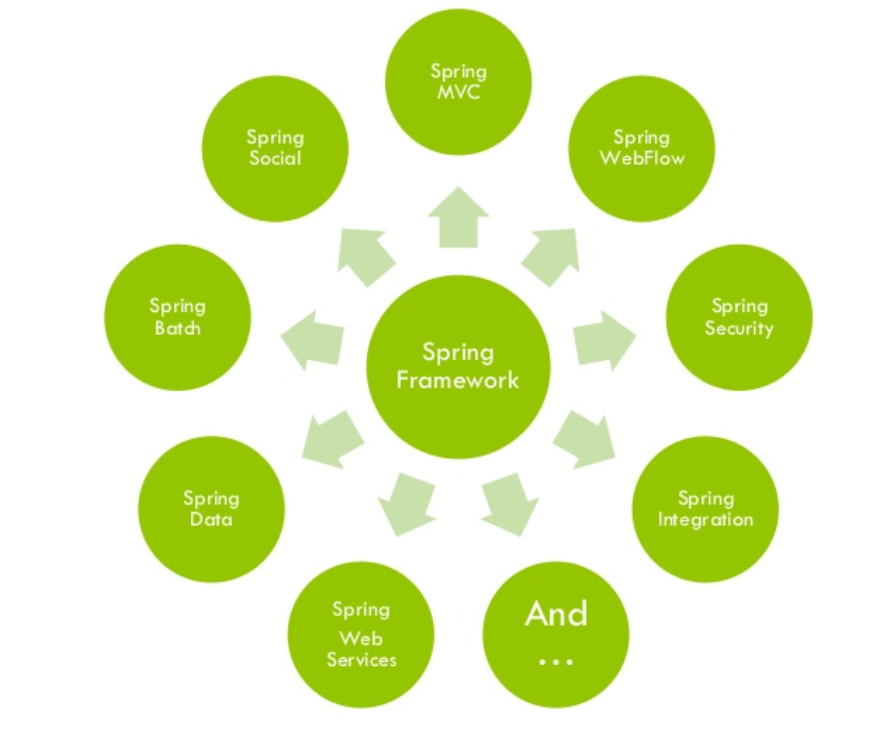 Spring
MVC
Spring
Social
Spring
WebFlow
Spring
Batch
Spring
Security
Spring
Framework
Spring
Data
Spring
Integration
Spring
Web
Services
And
...